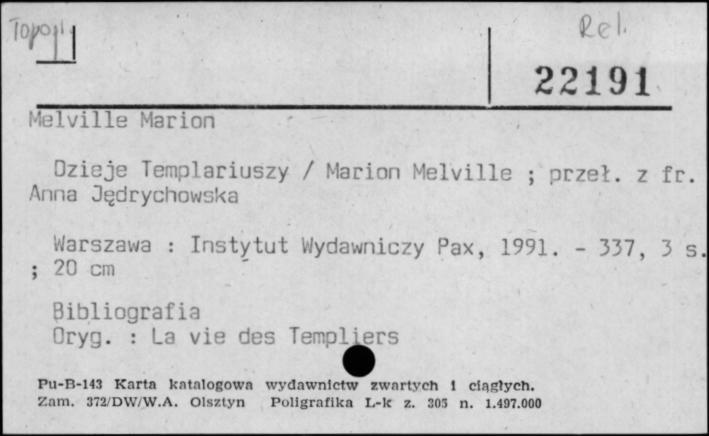 Rel.
22191
Melville Marion
Dzieje Templariuszy / Marion Melville ; przeł. z fr.
Anna Jędrychowska
Warszawa : Instytut Wydawniczy Pax, 1991. - 337, 3 s.
; 20 cm
Bibliografia
Oryg. : La vie des Templiers
Pu-B-143 Karta katalogowa wydawnictw zwartych i ciągłych.
Zam. 372/DW/W.A. Olsztyn Poligrafika L-k z. 305 n. 1.497.000